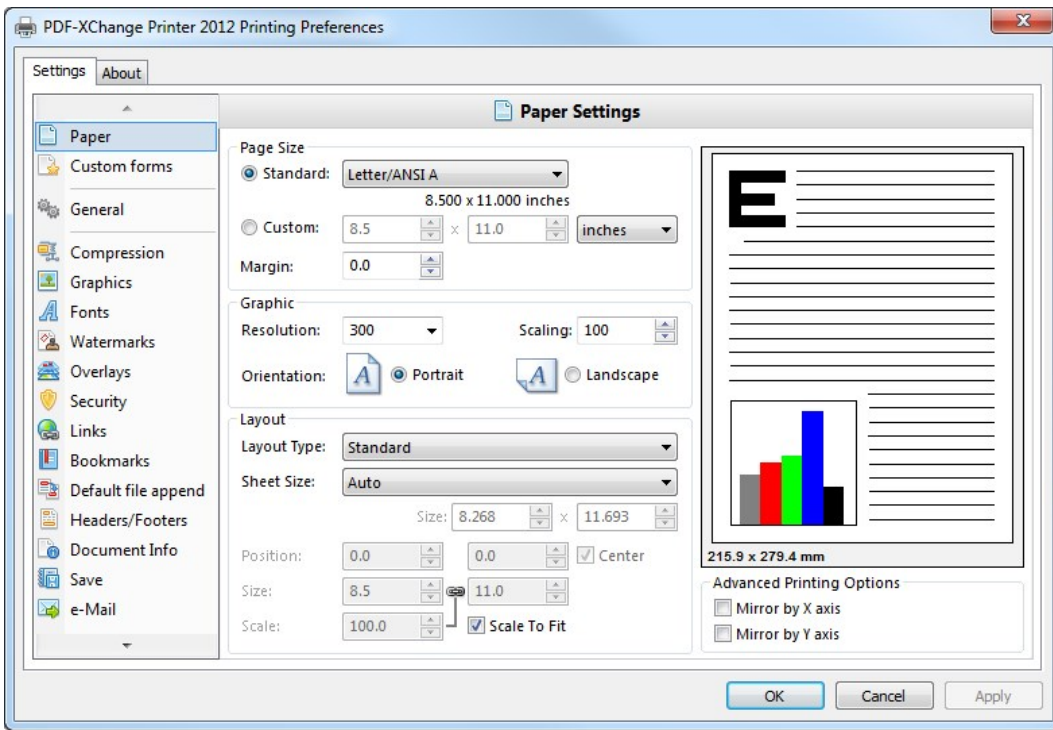 PDF-XChange Printer 2012 Printing Preferences
Settings About
Paper
Custom forms
General
Compression
Graphics
Fonts
Watermarks
Overlays
Security
Links
Bookmarks
Default file append
Headers/Footers
Document Info
Save
e-Mail
Paper Settings
Page Size
Standard: Letter/ANSI A
8.500 x 11.000 inches
Custom: 8.5 x 11.0 inches
Margin: 0.0
Graphic
Resolution: 300 Scaling: 100
Orientation: A Portrait A Landscape
Layout
Layout Type: Standard
Sheet Size: Auto
Size: 8.268 x 11.693
Position: 0.0 0.0 Center
Size: 8.5 11.0
Scale: 100.0 Scale To Fit
E
215.9 x 279.4 mm
Advanced Printing Options
Mirror by X axis
Mirror by Y axis
OK Cancel Apply